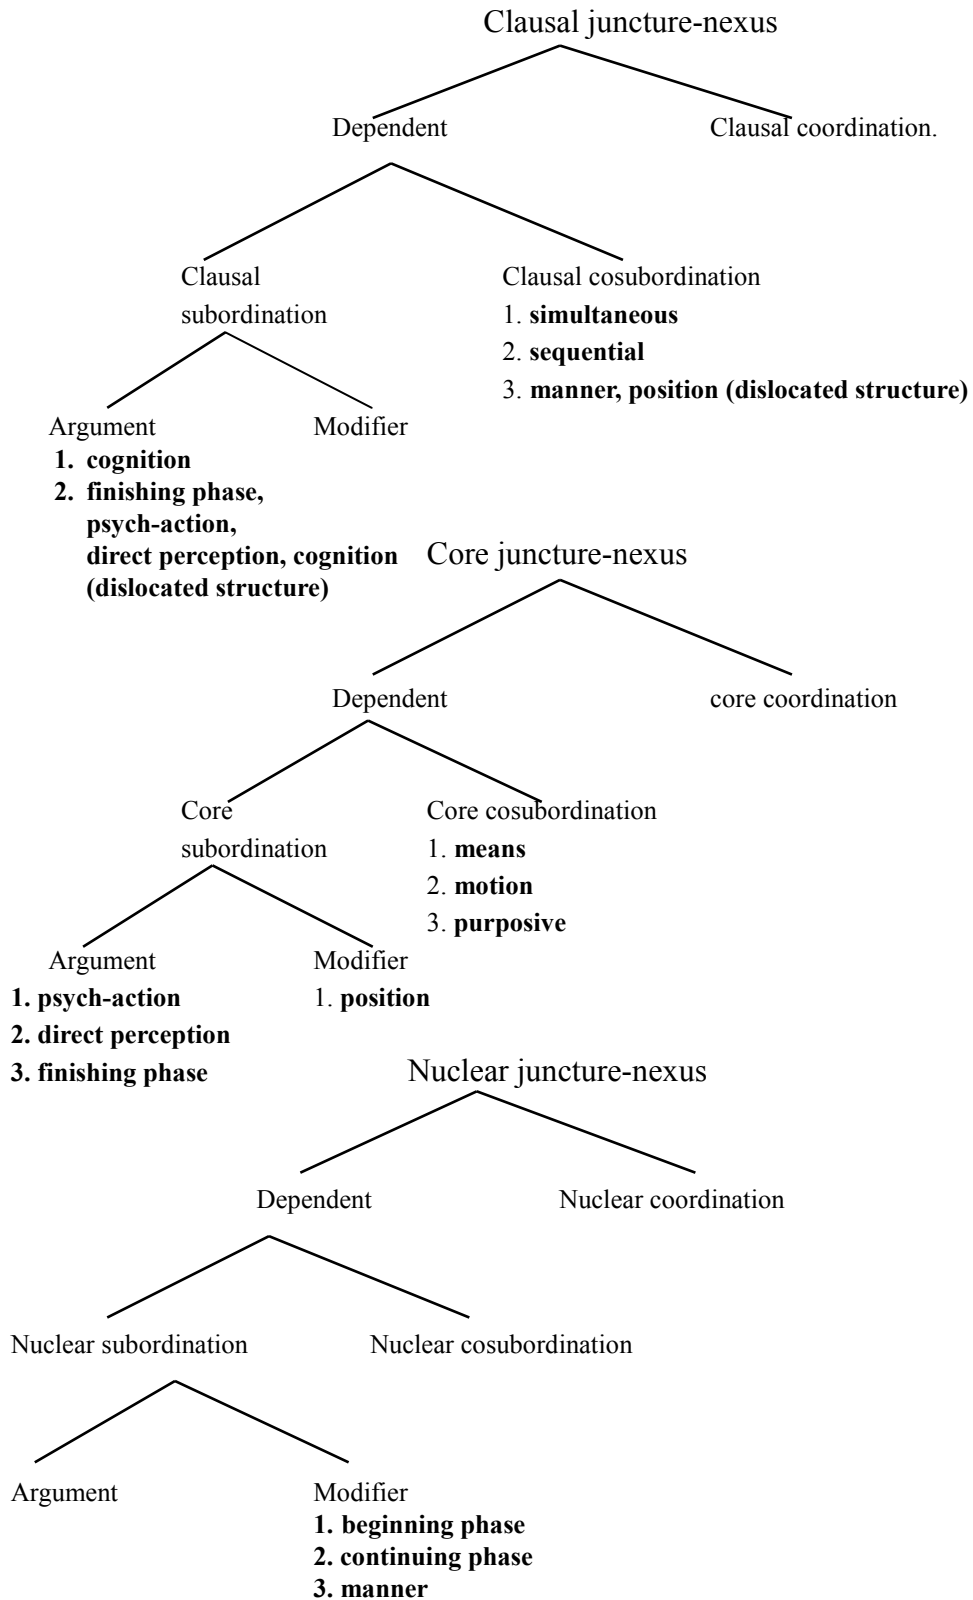 Clausal juncture-nexus
Dependent
Clausal coordination.
Clausal
subordination
Clausal cosubordination
1. simultaneous
2. sequential
3. manner, position (dislocated structure)
Argument
1. cognition
2. finishing phase,
psych-action,
direct perception, cognition
(dislocated structure)
Modifier
Core juncture-nexus
Dependent
core coordination
Core
subordination
Core cosubordination
1. means
2. motion
3. purposive
Argument
1. psych-action
2. direct perception
3. finishing phase
Modifier
1. position
Nuclear juncture-nexus
Dependent
Nuclear coordination
Nuclear subordination
Nuclear cosubordination
Argument
Modifier
1. beginning phase
2. continuing phase
3. manner